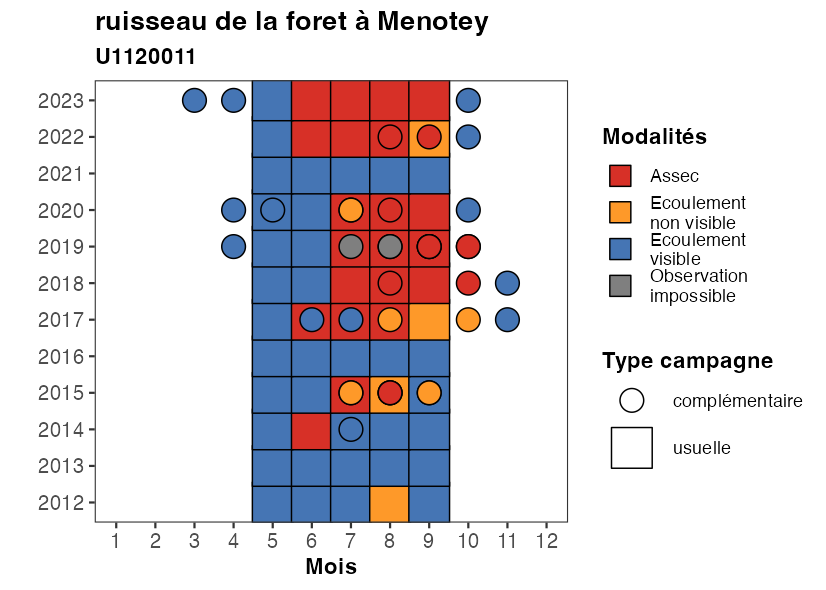 ruisseau de la foret à Menotey
U1120011
2023
2022
2021
2020
2019
2018
2017
2016
2015
2014
2013
2012
1 2 3 4 5 6 7 8 9 10 11 12
Mois
Modalités
Assec
Ecoulement
non visible
Ecoulement
visible
Observation
impossible
Type campagne
complémentaire
usuelle